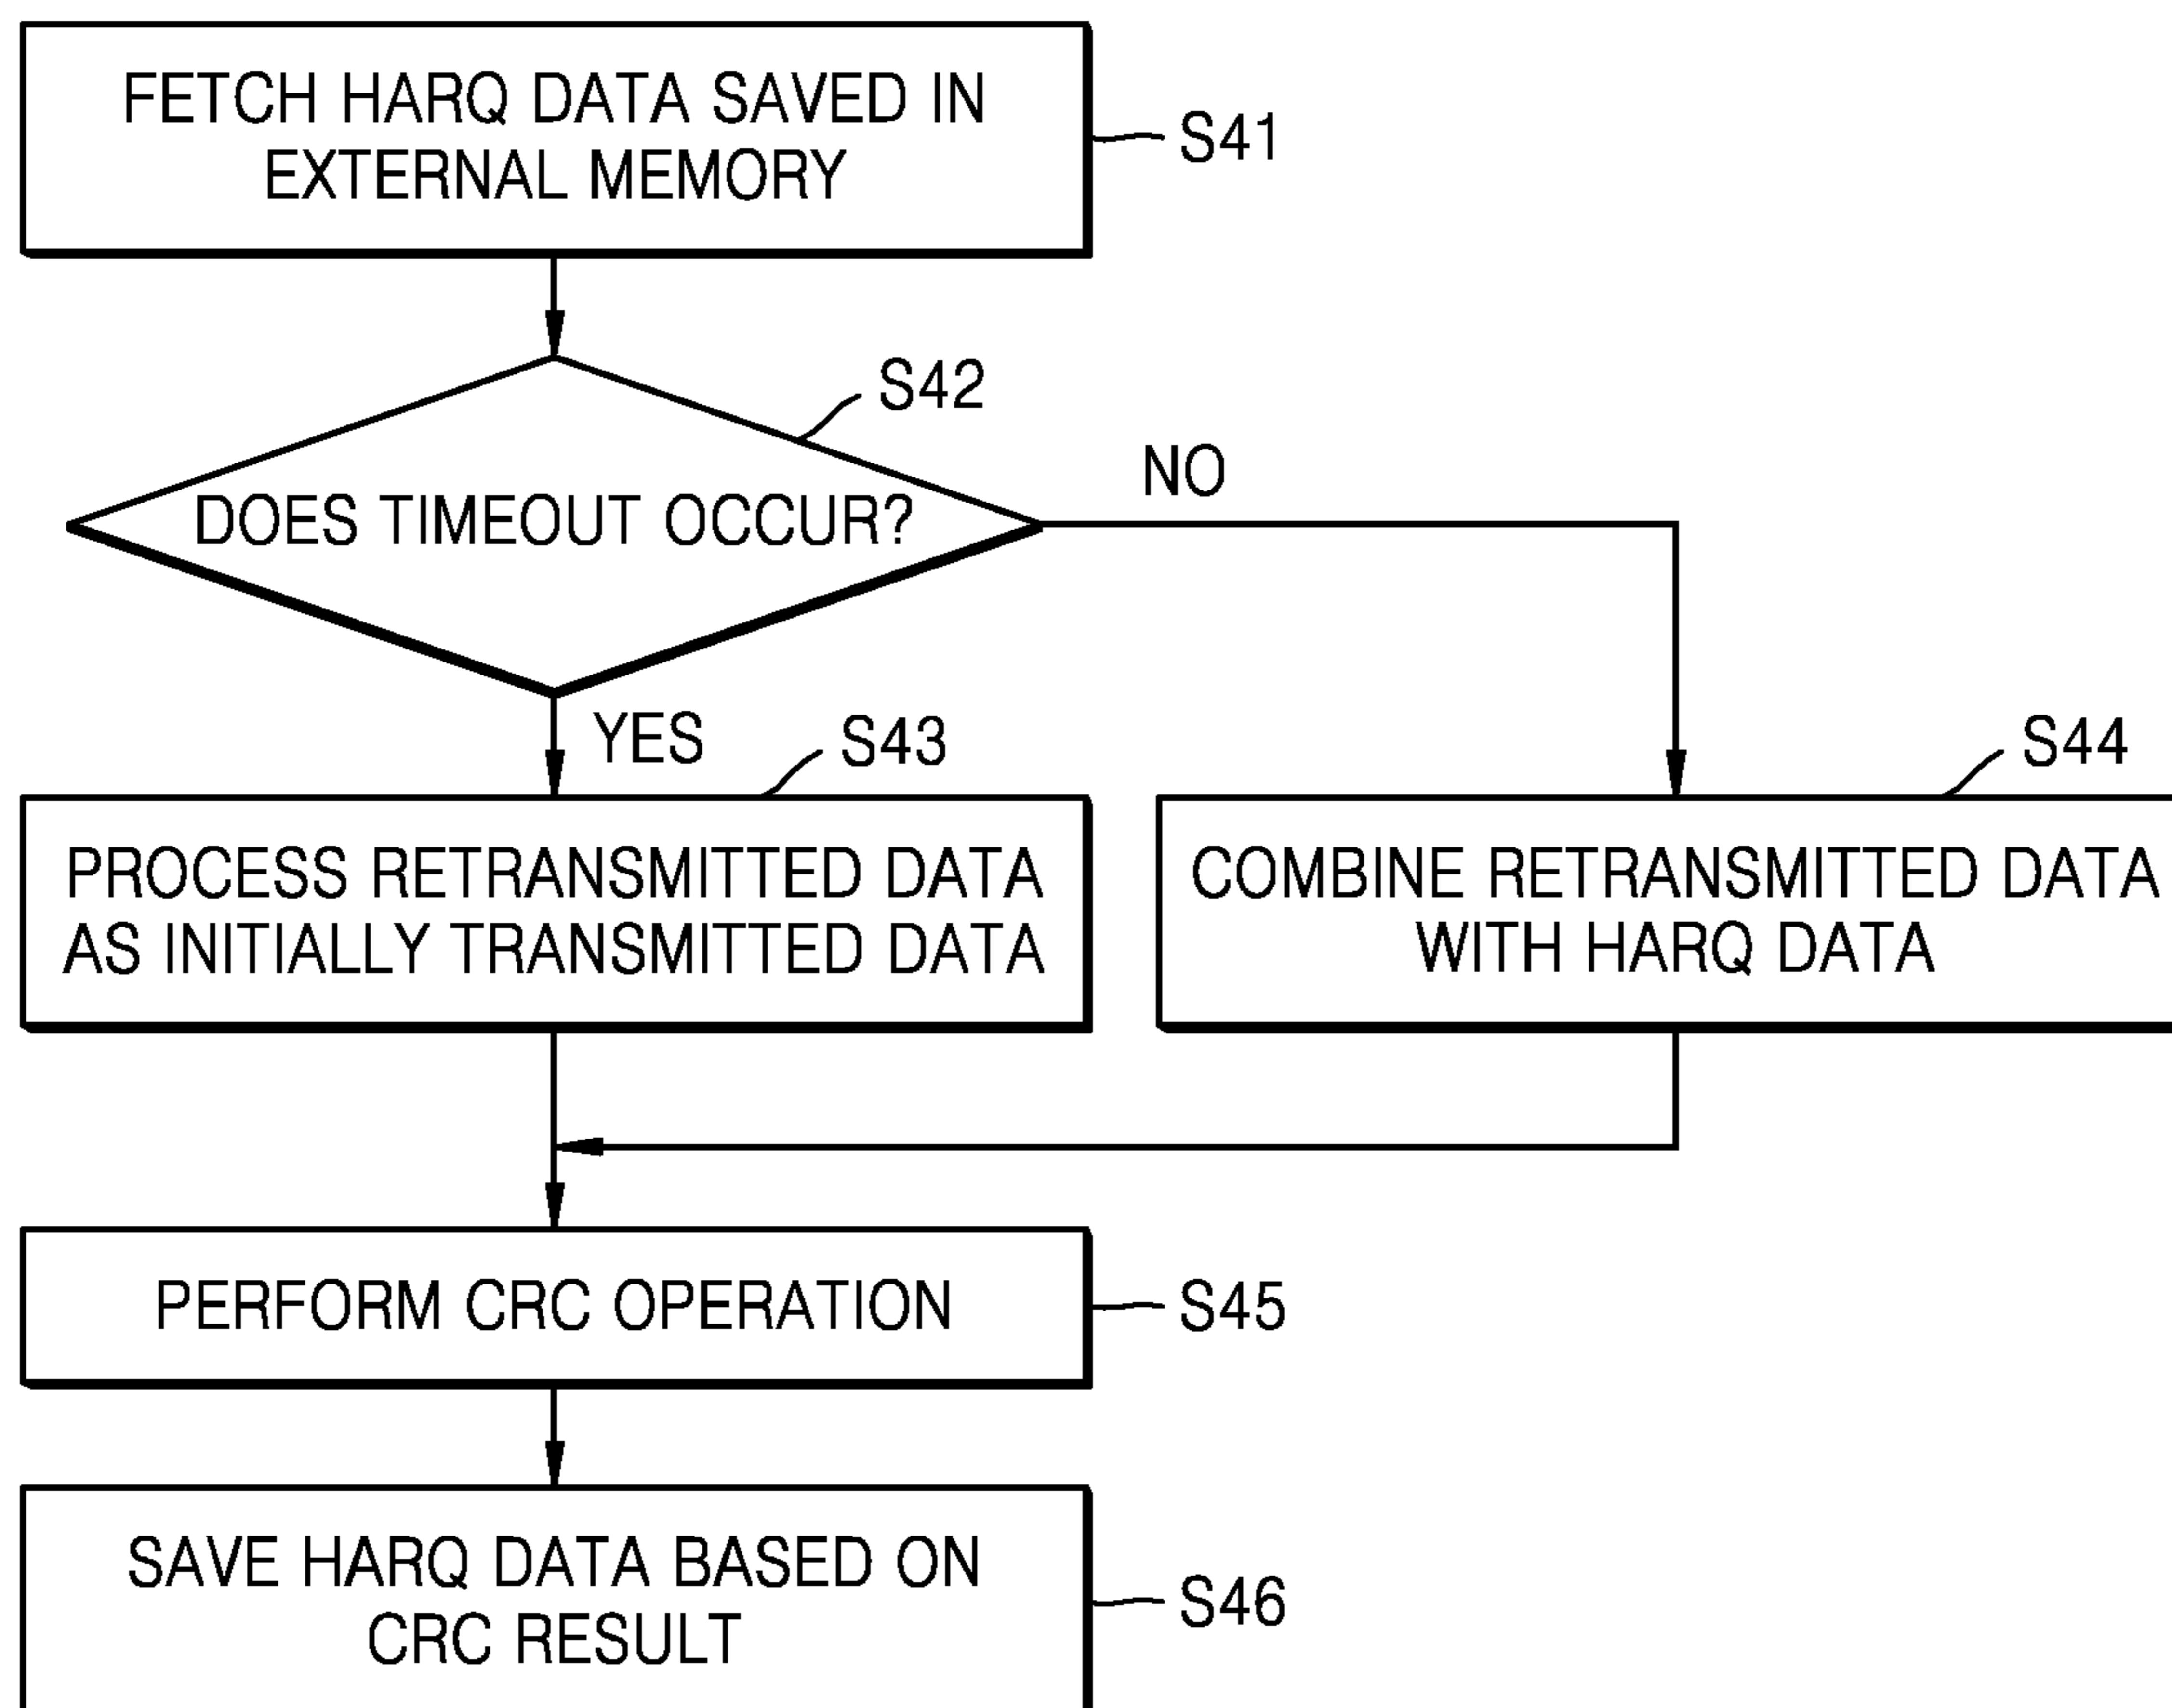 FETCH HARQ DATA SAVED IN
EXTERNAL MEMORY
S41
S42
DOES TIMEOUT OCCUR?
NO
YES
S43
S44
PROCESS RETRANSMITTED DATA
AS INITIALLY TRANSMITTED DATA
COMBINE RETRANSMITTED DATA
WITH HARQ DATA
PERFORM CRC OPERATION
S45
SAVE HARQ DATA BASED ON
CRC RESULT
S46